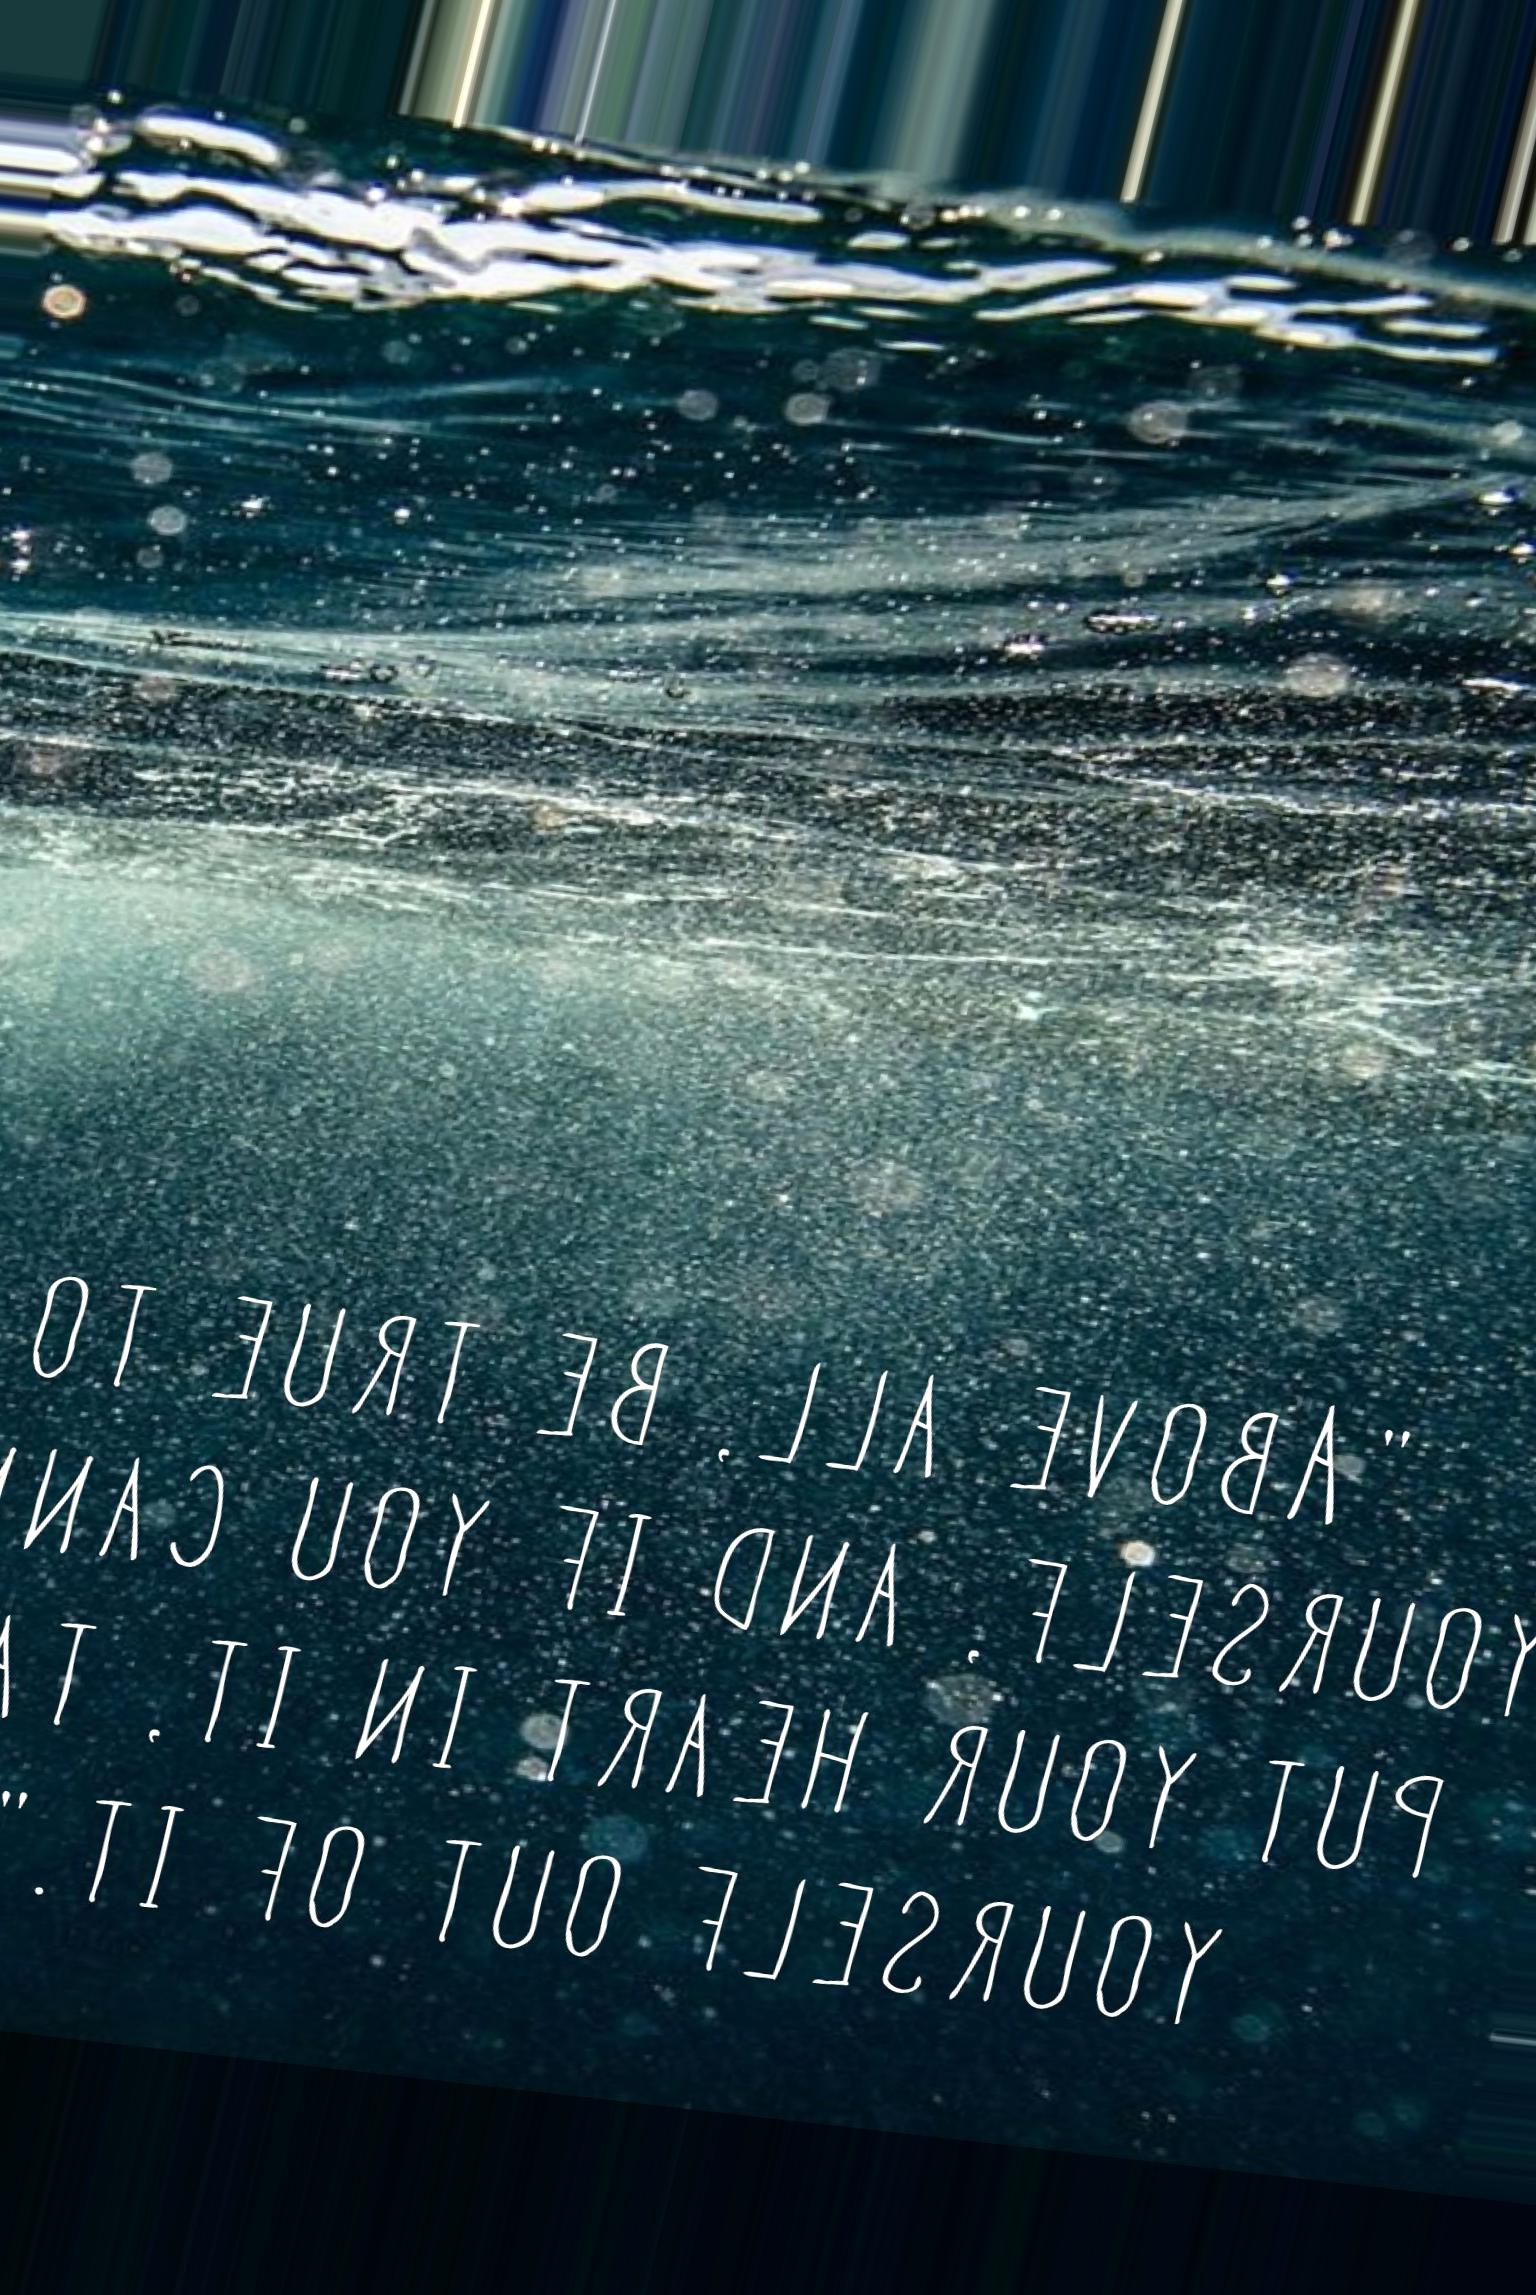 "ABOVE ALL, BE TRUE TO
YOURSELF, AND IF YOU
PUT YOUR HEART IN IT,
YOURSELF OUT OF IT."